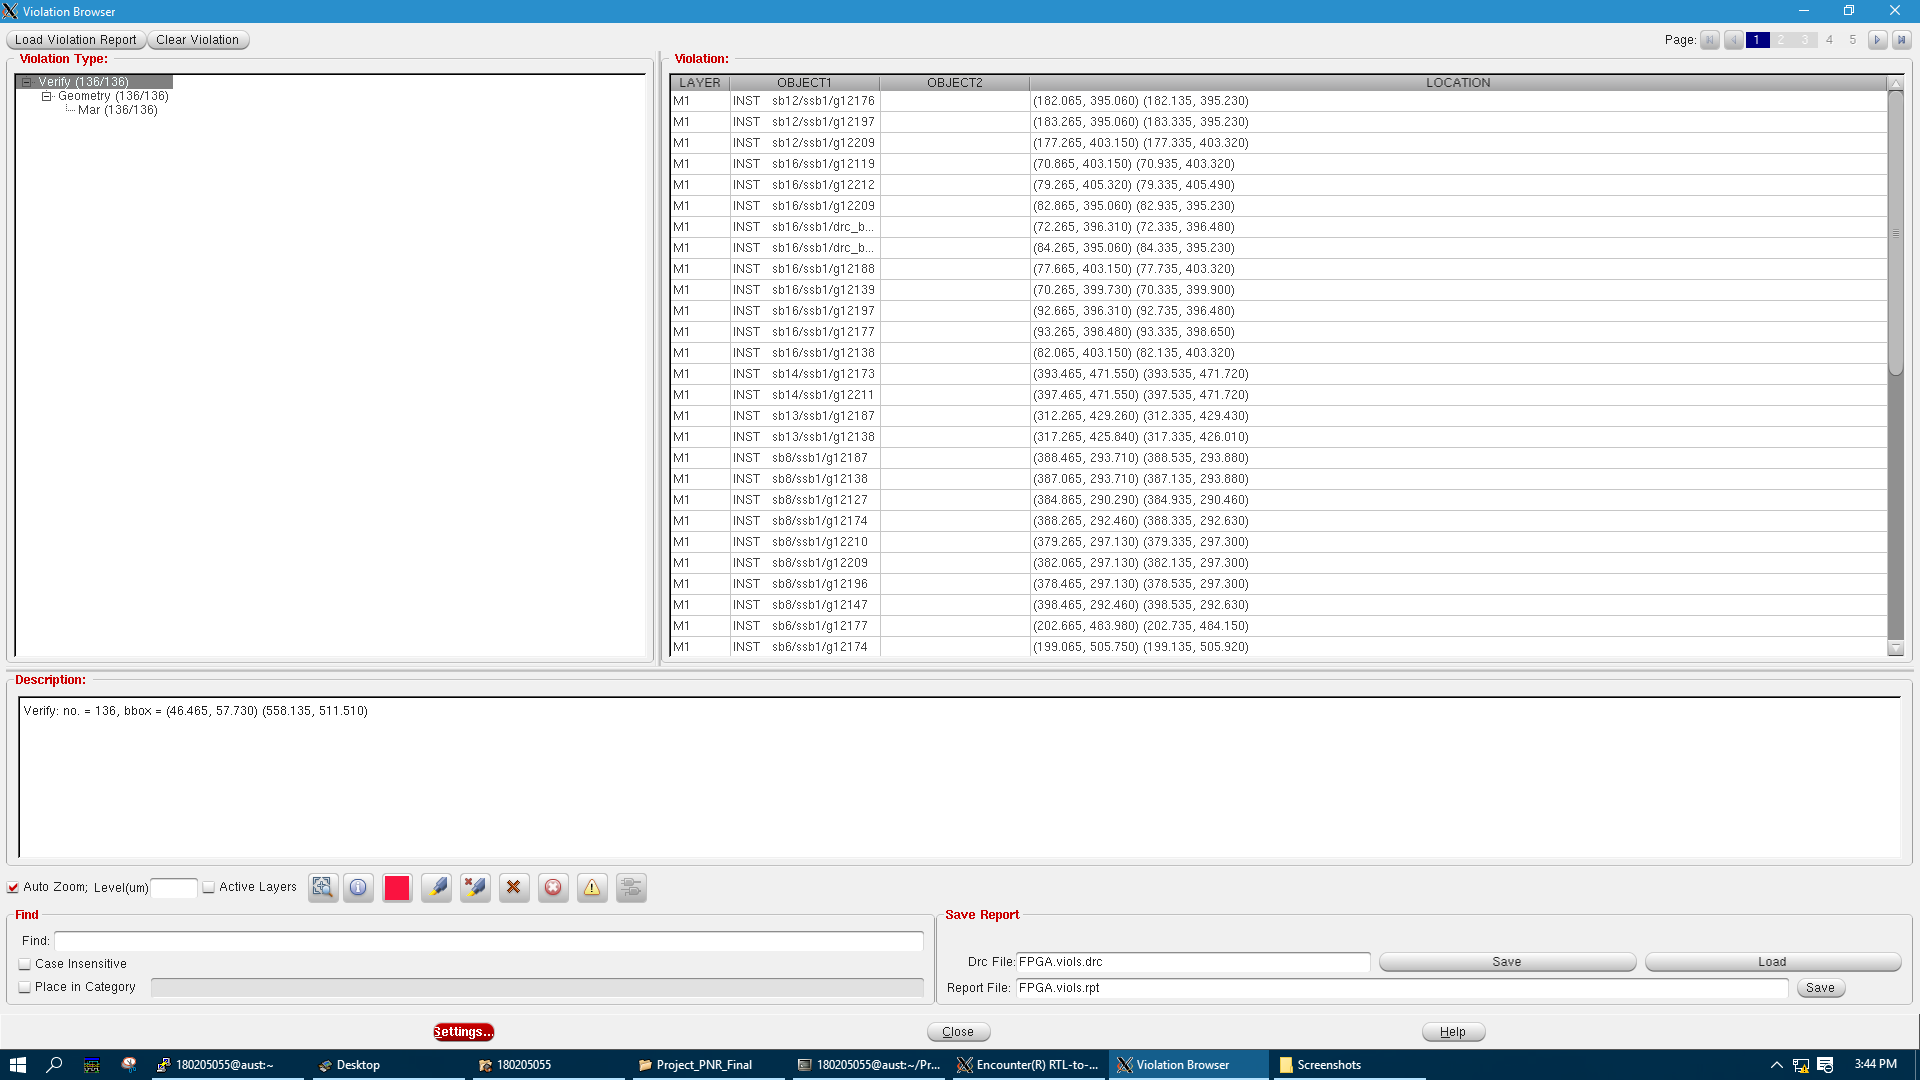 Violation Browser
Load Violation Report Clear Violation Page: 1 2 3 4 5
Violation Type: Violation:
Verify (136/136)
Geometry (136/136)
Mar (136/136)
LAYER OBJECT1 OBJECT2 LOCATION
M1 INST sb12/ssb1/g12176 (182.065, 395.060) (182.135, 395.230)
M1 INST sb12/ssb1/g12197 (183.265, 395.060) (183.335, 395.230)
M1 INST sb12/ssb1/g12209 (177.265, 403.150) (177.335, 403.320)
M1 INST sb16/ssb1/g12119 (70.865, 403.150) (70.935, 403.320)
M1 INST sb16/ssb1/g12212 (79.265, 405.320) (79.335, 405.490)
M1 INST sb16/ssb1/g12209 (82.865, 395.060) (82.935, 395.230)
M1 INST sb16/ssb1/drc_b... (72.265, 396.310) (72.335, 396.480)
M1 INST sb16/ssb1/drc_b... (84.265, 395.060) (84.335, 395.230)
M1 INST sb16/ssb1/g12188 (77.665, 403.150) (77.735, 403.320)
M1 INST sb16/ssb1/g12139 (70.265, 399.730) (70.335, 399.900)
M1 INST sb16/ssb1/g12197 (92.665, 396.310) (92.735, 396.480)
M1 INST sb16/ssb1/g12177 (93.265, 398.480) (93.335, 398.650)
M1 INST sb16/ssb1/g12138 (82.065, 403.150) (82.135, 403.320)
M1 INST sb14/ssb1/g12173 (393.465, 471.550) (393.535, 471.720)
M1 INST sb14/ssb1/g12211 (397.465, 471.550) (397.535, 471.720)
M1 INST sb13/ssb1/g12187 (312.265, 429.260) (312.335, 429.430)
M1 INST sb13/ssb1/g12138 (317.265, 425.840) (317.335, 426.010)
M1 INST sb8/ssb1/g12187 (388.465, 293.710) (388.535, 293.880)
M1 INST sb8/ssb1/g12138 (387.065, 293.710) (387.135, 293.880)
M1 INST sb8/ssb1/g12127 (384.865, 290.290) (384.935, 290.460)
M1 INST sb8/ssb1/g12174 (388.265, 292.460) (388.335, 292.630)
M1 INST sb8/ssb1/g12210 (379.265, 297.130) (379.335, 297.300)
M1 INST sb8/ssb1/g12209 (382.065, 297.130) (382.135, 297.300)
M1 INST sb8/ssb1/g12196 (378.465, 297.130) (378.535, 297.300)
M1 INST sb8/ssb1/g12147 (398.465, 292.460) (398.535, 292.630)
M1 INST sb6/ssb1/g12177 (202.665, 483.980) (202.735, 484.150)
M1 INST sb6/ssb1/g12174 (199.065, 505.750) (199.135, 505.920)
Description:
Verify: no. = 136, bbox = (46.465, 57.730) (558.135, 511.510)
Auto Zoom; Level(um) Active Layers
Find
Find:
Case Insensitive
Place in Category
Save Report
Drc File: FPGA.viols.drc Save Load
Report File: FPGA.viols.rpt Save
Settings... Close Help
180205055@aust:~ Desktop 180205055 Project_PNR_Final 180205055@aust:~/Pr... Encounter(R) RTL-to-... Violation Browser Screenshots 3:44 PM